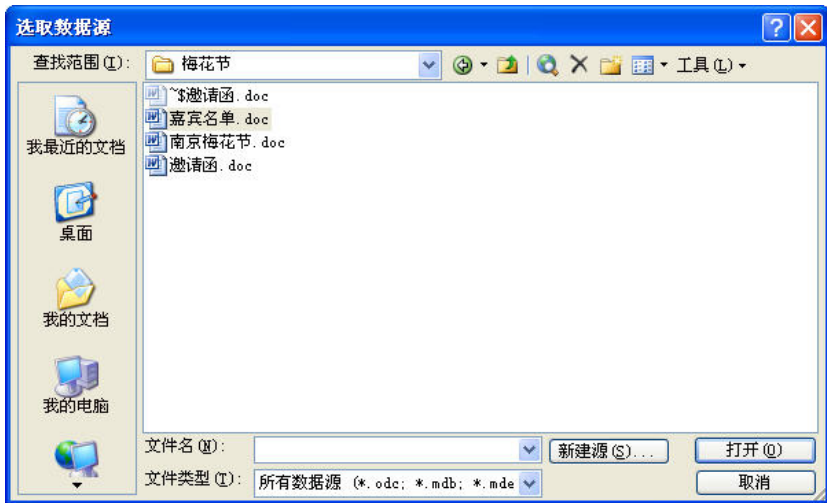 选取数据源
查找范围(I):
梅花节
工具(L)
~$邀请函.doc
嘉宾名单.doc
南京梅花节.doc
邀请函.doc
我最近的文档
桌面
我的文档
我的电脑
文件名(N):
新建源(S)...
打开(O)
文件类型(T):
所有数据源 (*.odc; *.mdb; *.mde
取消